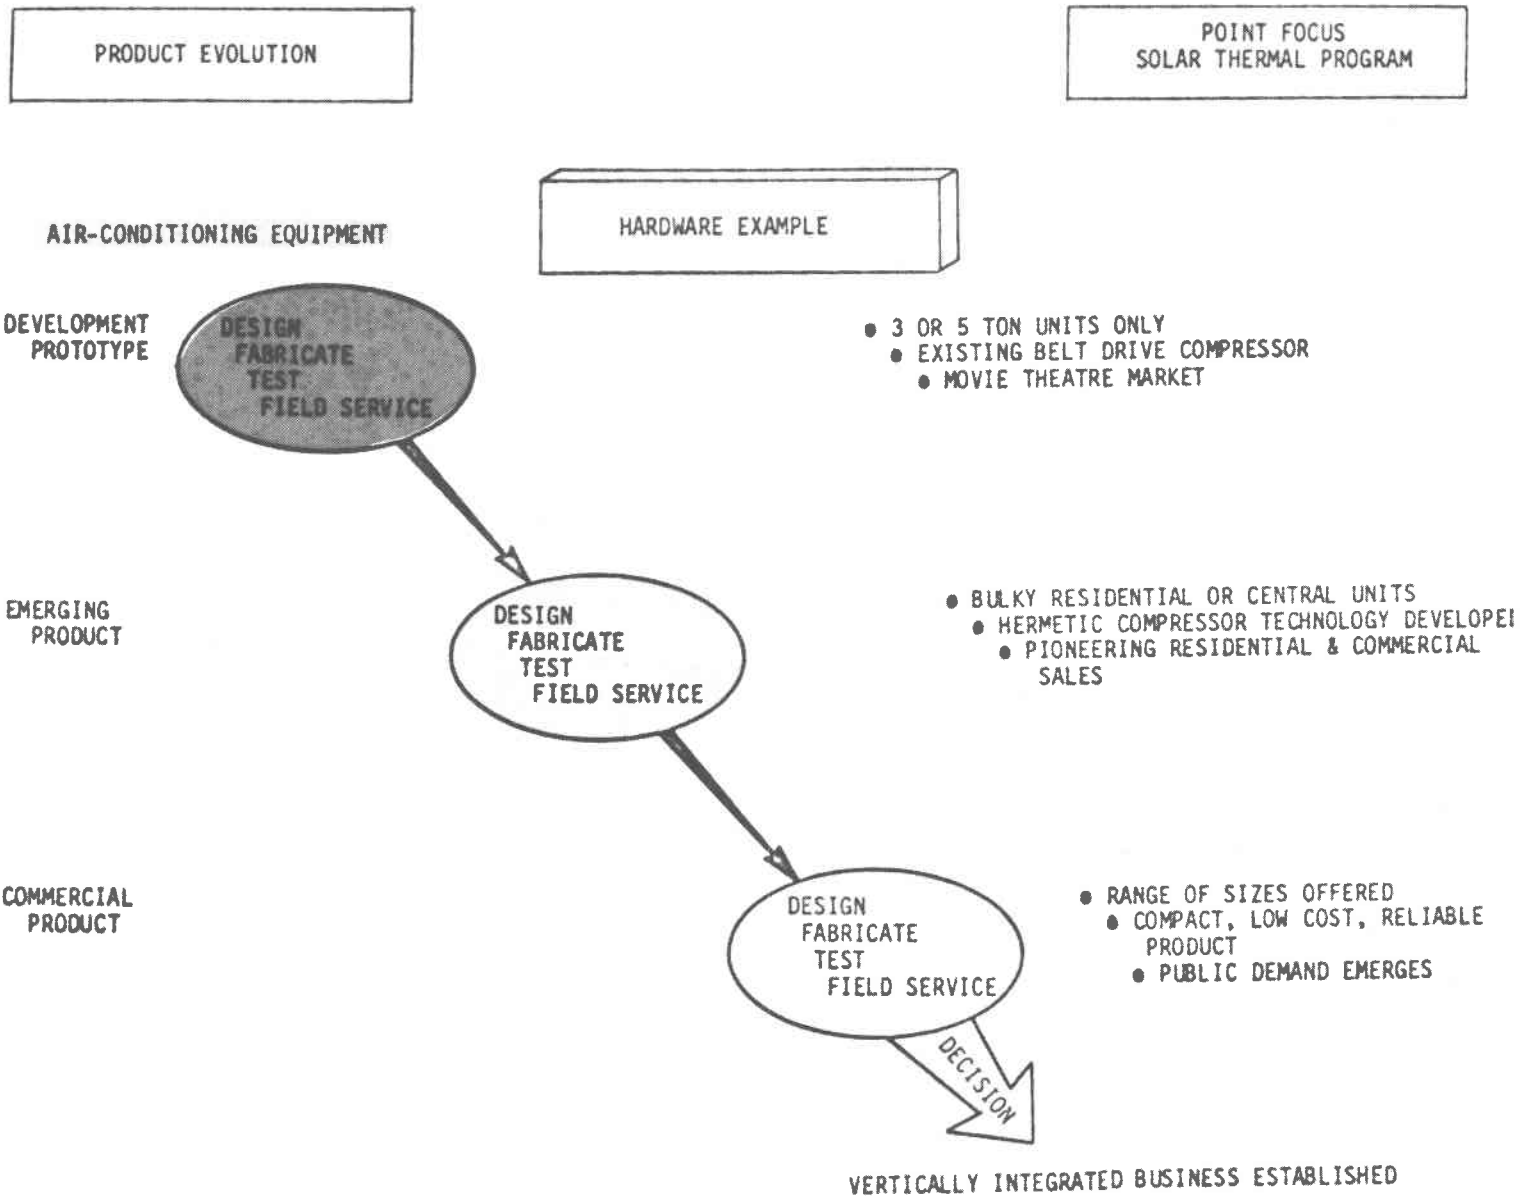 PRODUCT EVOLUTION
POINT FOCUS
SOLAR THERMAL PROGRAM
HARDWARE EXAMPLE
AIR-CONDITIONING EQUIPMENT
DEVELOPMENT
PROTOTYPE
DESIGN
FABRICATE
TEST
FIELD SERVICE
● 3 OR 5 TON UNITS ONLY
● EXISTING BELT DRIVE COMPRESSOR
● MOVIE THEATRE MARKET
EMERGING
PRODUCT
DESIGN
FABRICATE
TEST
FIELD SERVICE
● BULKY RESIDENTIAL OR CENTRAL UNITS
● HERMETIC COMPRESSOR TECHNOLOGY DEVELOPE
● PIONEERING RESIDENTIAL & COMMERCIAL
SALES
COMMERCIAL
PRODUCT
DESIGN
FABRICATE
TEST
FIELD SERVICE
● RANGE OF SIZES OFFERED
● COMPACT, LOW COST, RELIABLE
PRODUCT
● PUBLIC DEMAND EMERGES
DECISION
VERTICALLY INTEGRATED BUSINESS ESTABLISHED